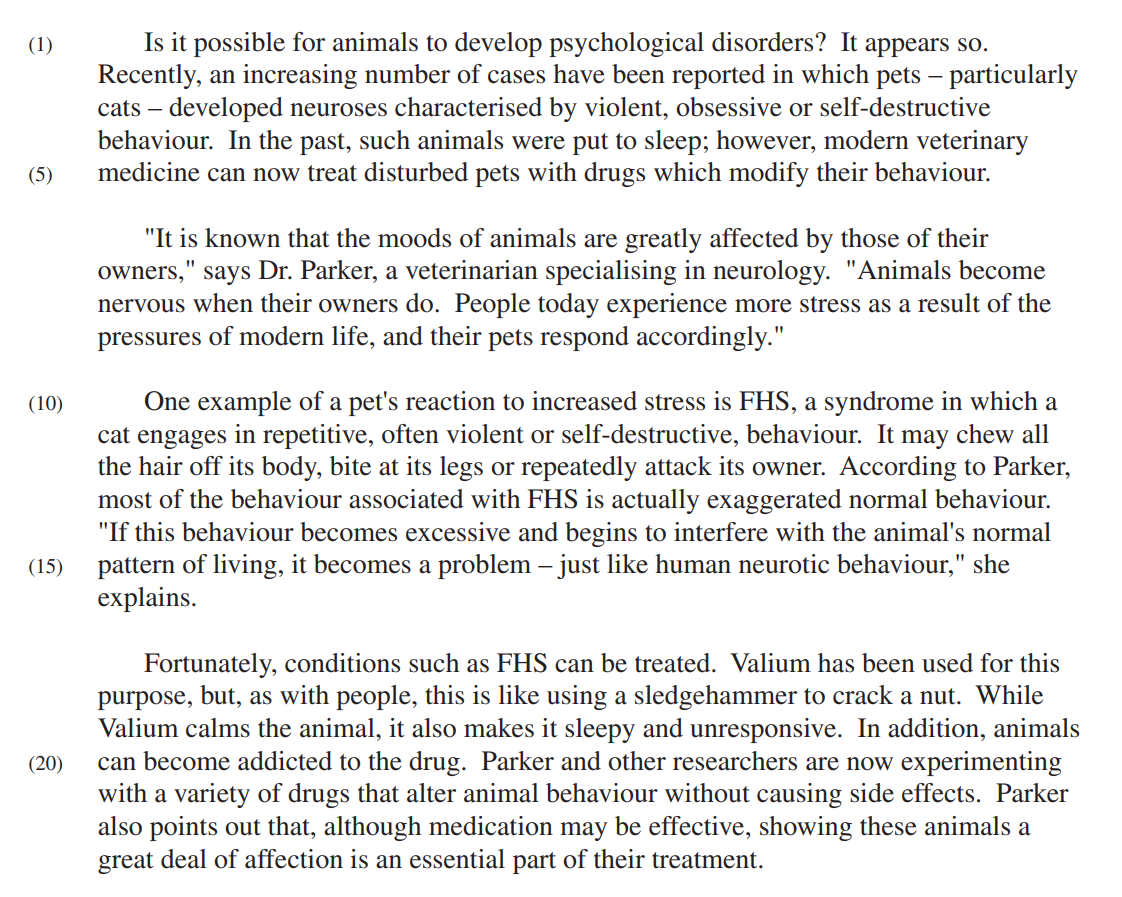 (1) Is it possible for animals to develop psychological disorders? It appears so.
Recently, an increasing number of cases have been reported in which pets – particularly
cats – developed neuroses characterised by violent, obsessive or self-destructive
behaviour. In the past, such animals were put to sleep; however, modern veterinary
(5) medicine can now treat disturbed pets with drugs which modify their behaviour.
"It is known that the moods of animals are greatly affected by those of their
owners," says Dr. Parker, a veterinarian specialising in neurology. "Animals become
nervous when their owners do. People today experience more stress as a result of the
pressures of modern life, and their pets respond accordingly."
(10) One example of a pet's reaction to increased stress is FHS, a syndrome in which a
cat engages in repetitive, often violent or self-destructive, behaviour. It may chew all
the hair off its body, bite at its legs or repeatedly attack its owner. According to Parker,
most of the behaviour associated with FHS is actually exaggerated normal behaviour.
"If this behaviour becomes excessive and begins to interfere with the animal's normal
(15) pattern of living, it becomes a problem – just like human neurotic behaviour," she
explains.
Fortunately, conditions such as FHS can be treated. Valium has been used for this
purpose, but, as with people, this is like using a sledgehammer to crack a nut. While
Valium calms the animal, it also makes it sleepy and unresponsive. In addition, animals
(20) can become addicted to the drug. Parker and other researchers are now experimenting
with a variety of drugs that alter animal behaviour without causing side effects. Parker
also points out that, although medication may be effective, showing these animals a
great deal of affection is an essential part of their treatment.